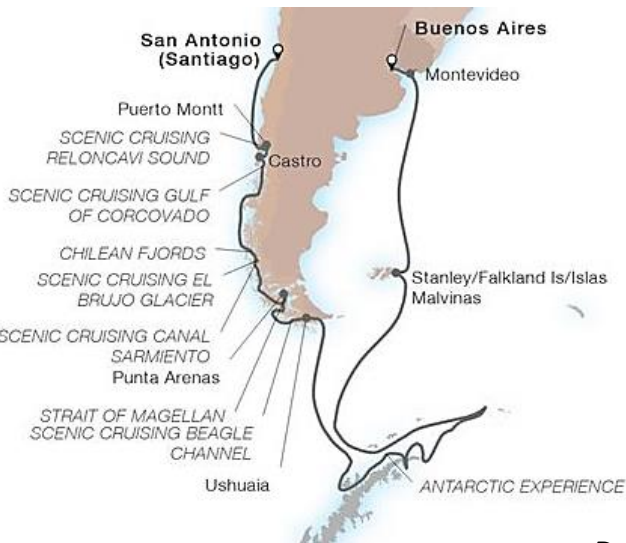 Buenos Aires
San Antonio
(Santiago)
Montevideo
Puerto Montt
SCENIC CRUISING
RELONCAVI SOUND
Castro
SCENIC CRUISING GULF
OF CORCOVADO
CHILEAN FJORDS
SCENIC CRUISING EL
BRUJO GLACIER
Stanley/Falkland Is/Islas
Malvinas
SCENIC CRUISING CANAL
SARMIENTO
Punta Arenas
STRAIT OF MAGELLAN
SCENIC CRUISING BEAGLE
CHANNEL
Ushuaia
ANTARCTIC EXPERIENCE